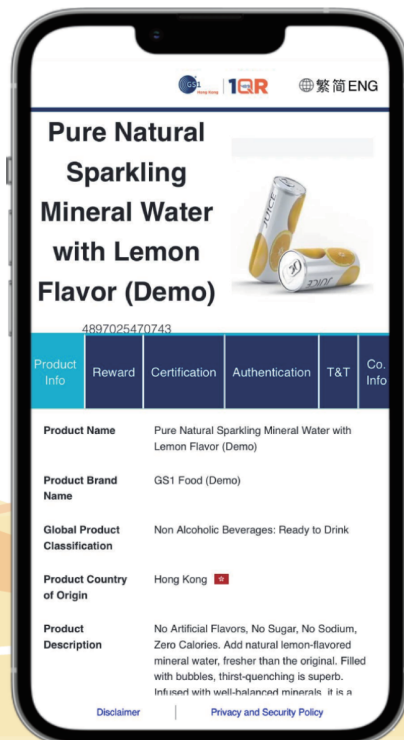 GS1
Hong Kong
1QR
繁 简 ENG
Pure Natural
Sparkling
Mineral Water
with Lemon
Flavor (Demo)
JUICE
4897025470743
Product Info
Reward
Certification
Authentication
T&T
Co. Info
Product Name
Pure Natural Sparkling Mineral Water with
Lemon Flavor (Demo)
Product Brand
Name
GS1 Food (Demo)
Global Product
Classification
Non Alcoholic Beverages: Ready to Drink
Product Country
of Origin
Hong Kong
Product
Description
No Artificial Flavors, No Sugar, No Sodium,
Zero Calories. Add natural lemon-flavored
mineral water, fresher than the original. Filled
with bubbles, thirst-quenching is superb.
Infused with well-balanced minerals, it is a
Disclaimer
Privacy and Security Policy